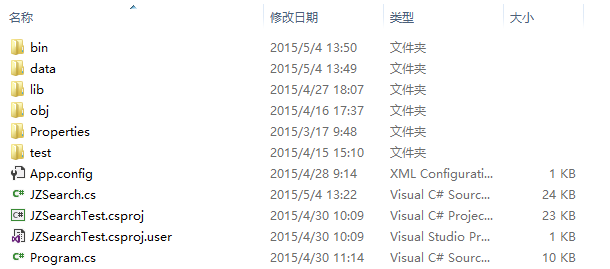 名称 修改日期 类型 大小
bin 2015/5/4 13:50 文件夹
data 2015/5/4 13:49 文件夹
lib 2015/4/27 18:07 文件夹
obj 2015/4/16 17:37 文件夹
Properties 2015/3/17 9:48 文件夹
test 2015/4/15 15:10 文件夹
App.config 2015/4/28 9:14 XML Configurati... 1 KB
C# JZSearch.cs 2015/5/4 13:22 Visual C# Sourc... 24 KB
C# JZSearchTest.csproj 2015/4/30 10:09 Visual C# Projec... 23 KB
JZSearchTest.csproj.user 2015/4/30 10:09 Visual Studio Pr... 1 KB
C# Program.cs 2015/4/30 11:14 Visual C# Sourc... 10 KB